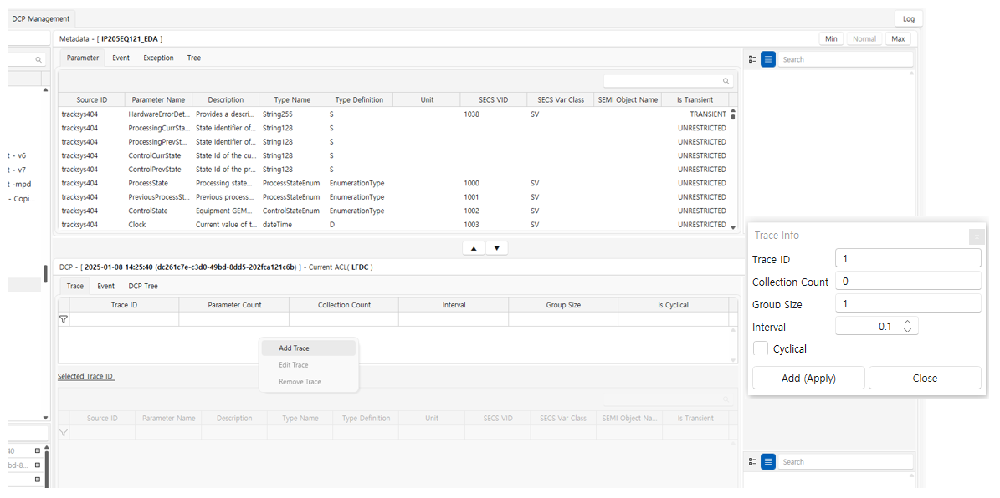 DCP Management
Log
Metadata - [ IP205EQ121_EDA ]
Min Normal Max
Parameter Event Exception Tree
Search
Source ID Parameter Name Description Type Name Type Definition Unit SECS VID SECS Var Class SEMI Object Name Is Transient
tracksys404 HardwareErrorDet... Provides a descri... String255 S 1038 SV TRANSIENT
tracksys404 ProcessingCurrSta... State identifier of... String128 S UNRESTRICTED
tracksys404 ProcessingPrevSt... State identifier of... String128 S UNRESTRICTED
tracksys404 ControlCurrState State Id of the cu... String128 S UNRESTRICTED
tracksys404 ControlPrevState State Id of the pr... String128 S UNRESTRICTED
tracksys404 ProcessState Processing state... ProcessStateEnum EnumerationType 1000 SV UNRESTRICTED
tracksys404 PreviousProcessSt... Previous process... ProcessStateEnum EnumerationType 1001 SV UNRESTRICTED
tracksys404 ControlState Equipment GEM... ControlStateEnum EnumerationType 1002 SV UNRESTRICTED
tracksys404 Clock Current value of t... dateTime D 1003 SV UNRESTRICTED
t - v6
t - v7
t -mpd
- Copi...
DCP - [ 2025-01-08 14:25:40 (dc261c7e-c3d0-49bd-8dd5-202fca121c6b) ] - Current ACL( LFDC )
Trace Event DCP Tree
Trace ID Parameter Count Collection Count Interval Group Size Is Cyclical
Add Trace
Edit Trace
Remove Trace
Selected Trace ID
Source ID Parameter Name Description Type Name Type Definition Unit SECS VID SECS Var Class SEMI Object Na... Is Transient
40
bd-8...
Search
Trace Info
Trace ID 1
Collection Count 0
Group Size 1
Interval 0.1
Cyclical
Add (Apply) Close